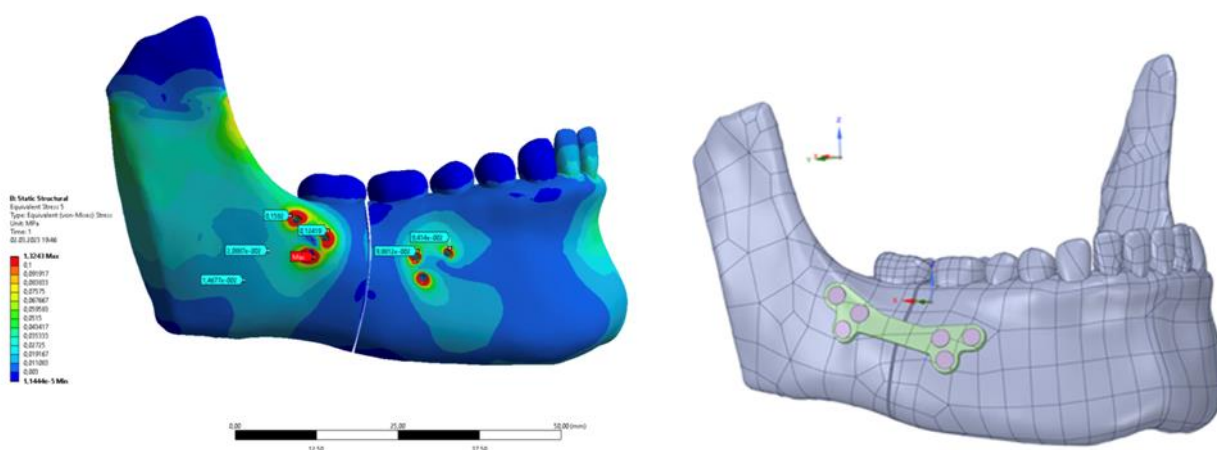 B: Static Structural
Equivalent Stress 5
Type: Equivalent (von-Mises) Stress
Unit: MPa
Time: 1
1,3243 Max
0,1
0,091917
0,083833
0,07575
0,067667
0,059583
0,0515
0,043417
0,035333
0,02725
0,019167
0,011083
0,003
1,1444e-5 Min
Max
0,00
25,00
50,00 (mm)
12,50
37,50
Z
Y
X